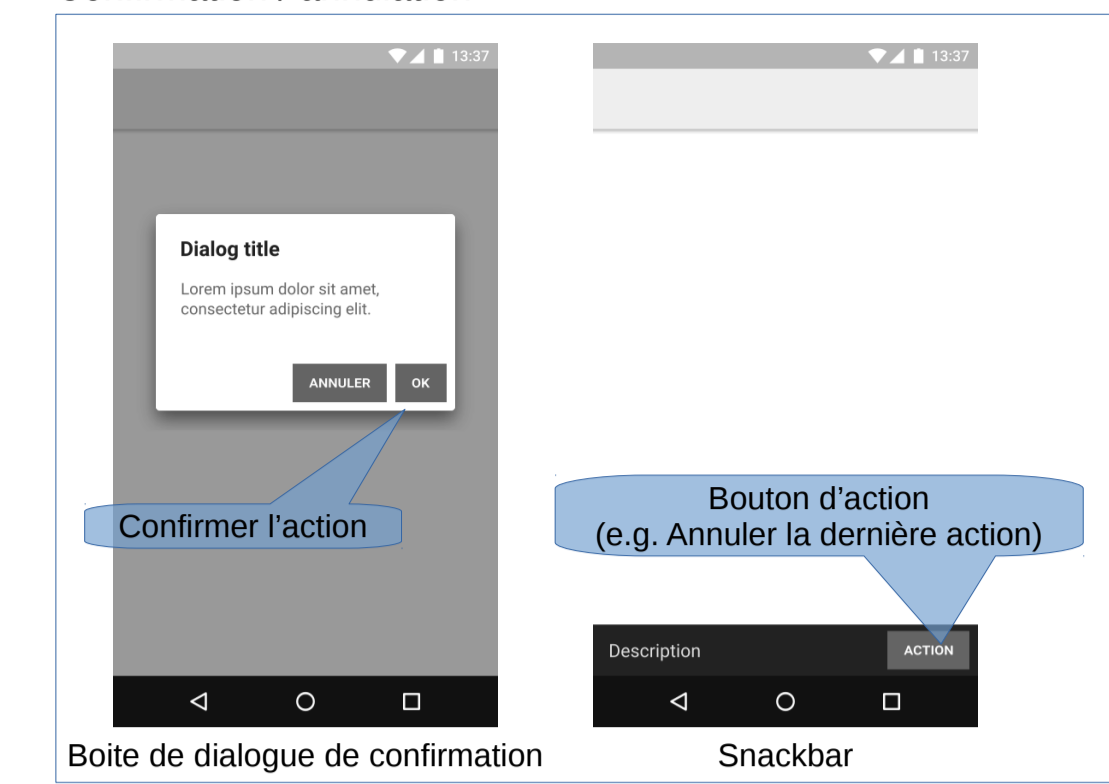 13:37
13:37
Dialog title
Lorem ipsum dolor sit amet,
consectetur adipiscing elit.
ANNULER OK
Confirmer l’action
Bouton d’action
(e.g. Annuler la dernière action)
Description
ACTION
Boite de dialogue de confirmation
Snackbar